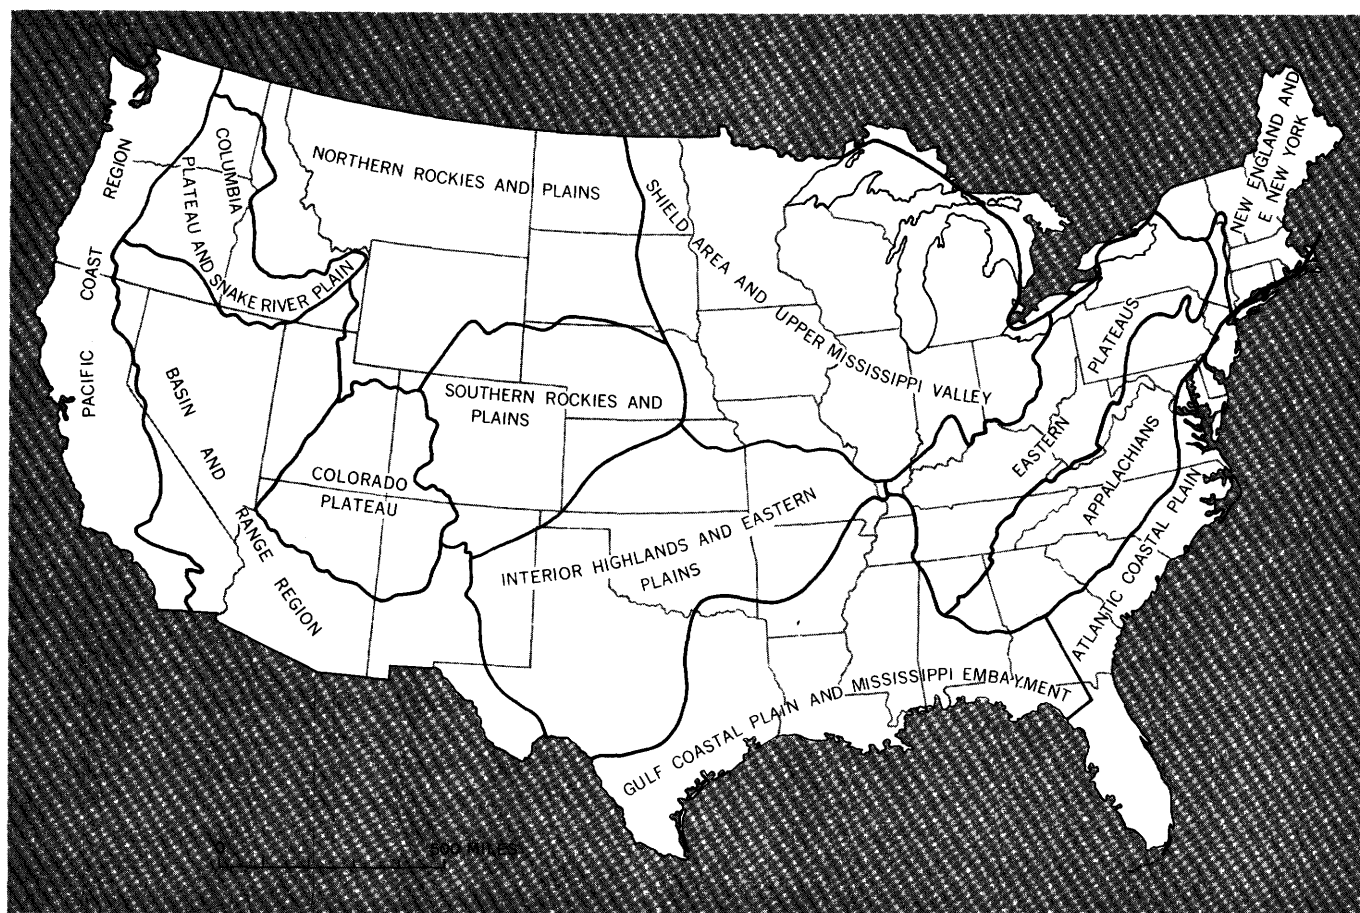 NEW ENGLAND AND
E NEW YORK
COLUMBIA
PLATEAU AND SNAKE RIVER PLAIN
NORTHERN ROCKIES AND PLAINS
SHIELD AREA AND UPPER MISSISSIPPI VALLEY
PACIFIC COAST REGION
BASIN AND
RANGE REGION
SOUTHERN ROCKIES AND
PLAINS
COLORADO
PLATEAU
EASTERN PLATEAUS
APPALACHIANS
INTERIOR HIGHLANDS AND EASTERN
PLAINS
ATLANTIC COASTAL PLAIN
GULF COASTAL PLAIN AND MISSISSIPPI EMBAYMENT
0 500 MILES